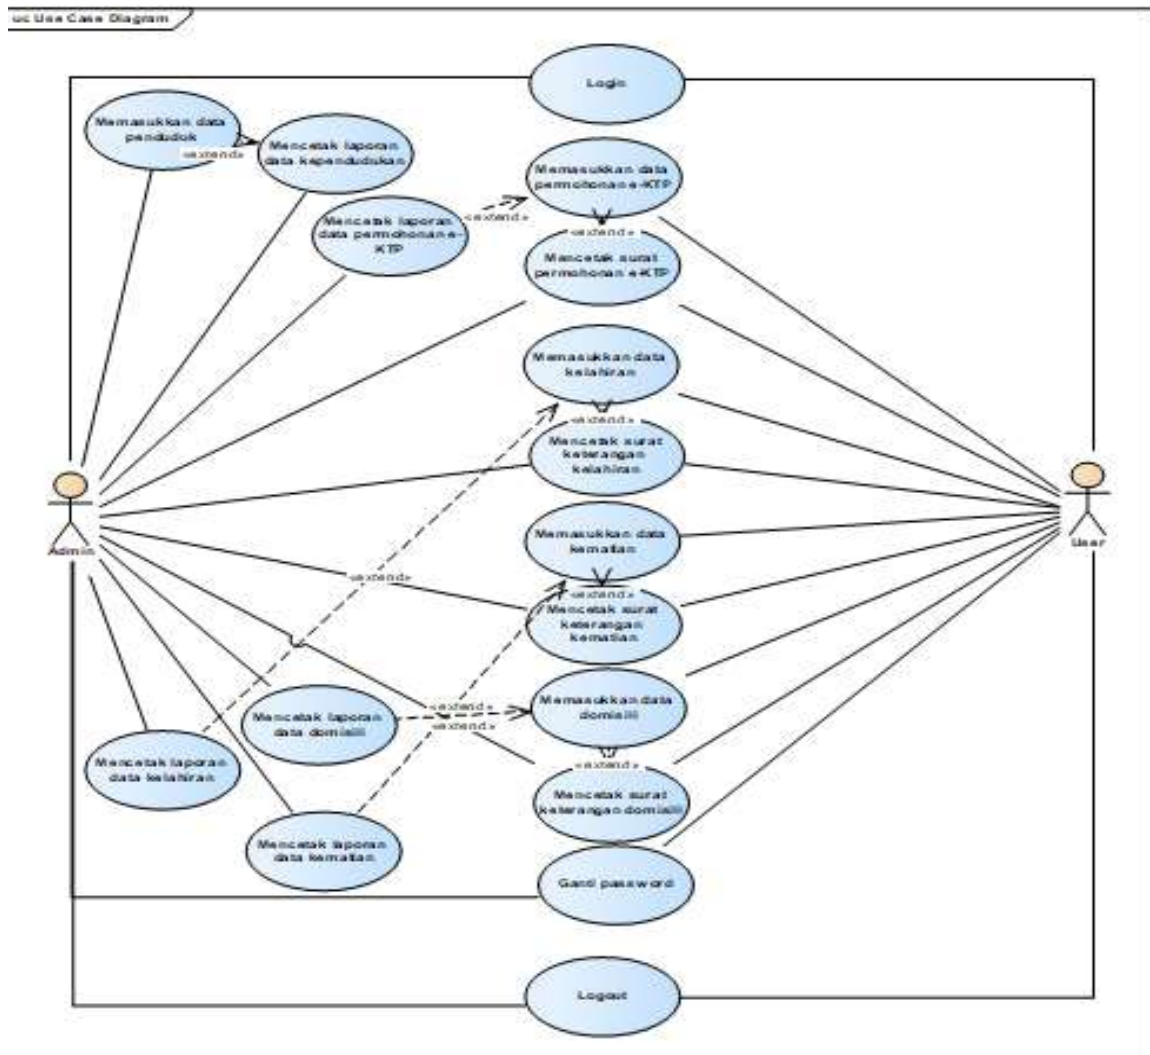 uc Use Case Diagram
Login
Memasukkan data
penduduk
«extend»
Mencetak laporan
data kependudukan
Memasukkan data
permohonan e-KTP
Mencetak laporan
data permohonan e-
KTP
«extend»
«extend»
Mencetak surat
permohonan e-KTP
Memasukkan data
kelahiran
«extend»
Mencetak surat
keterangan
kelahiran
Admin
User
Memasukkan data
kematian
«extend»
«extend»
Mencetak surat
keterangan
kematian
Memasukkan data
domisili
Mencetak laporan
data domisili
«extend»
«extend»
Mencetak laporan
data kelahiran
«extend»
Mencetak surat
keterangan domisili
Mencetak laporan
data kematian
Ganti password
Logout